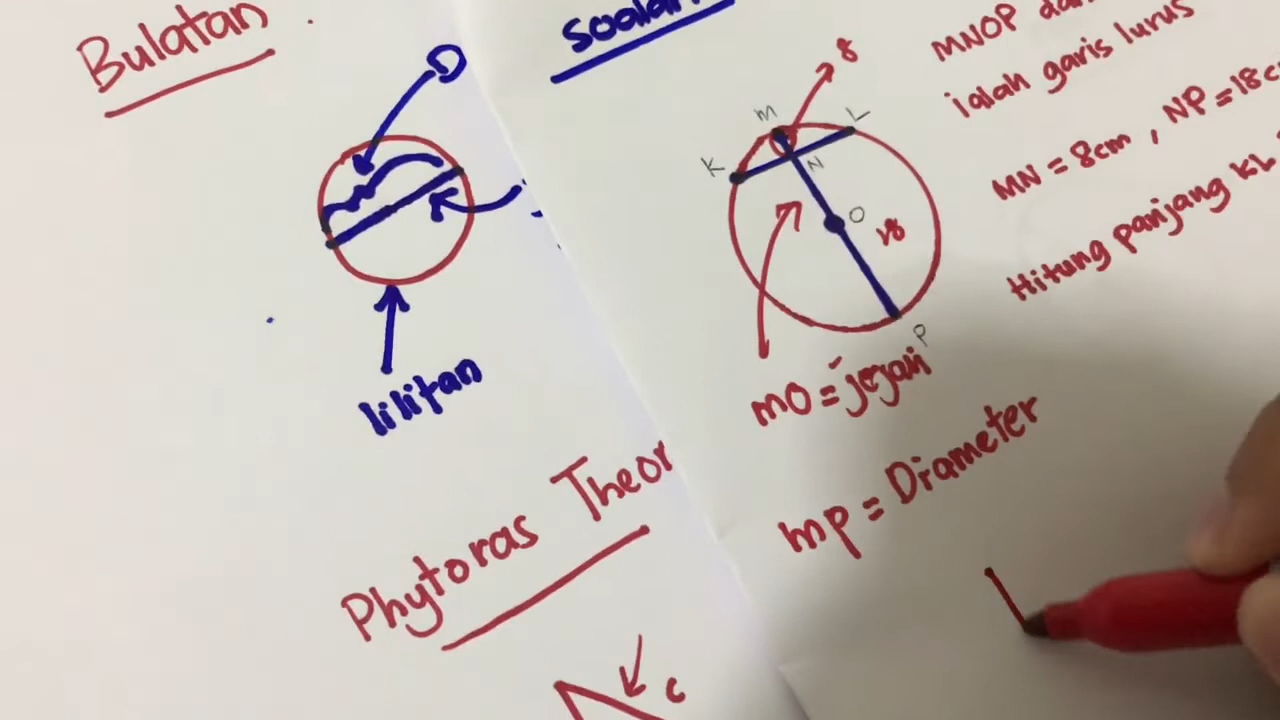 Bulatan
D
lilitan
Phytoras Theor
c
Soalan
MNOP dan
ialah garis lurus
MN = 8cm , NP = 18c
Hitung panjang KL
8
M
L
K
N
O
18
P
MO = jejari
MP = Diameter